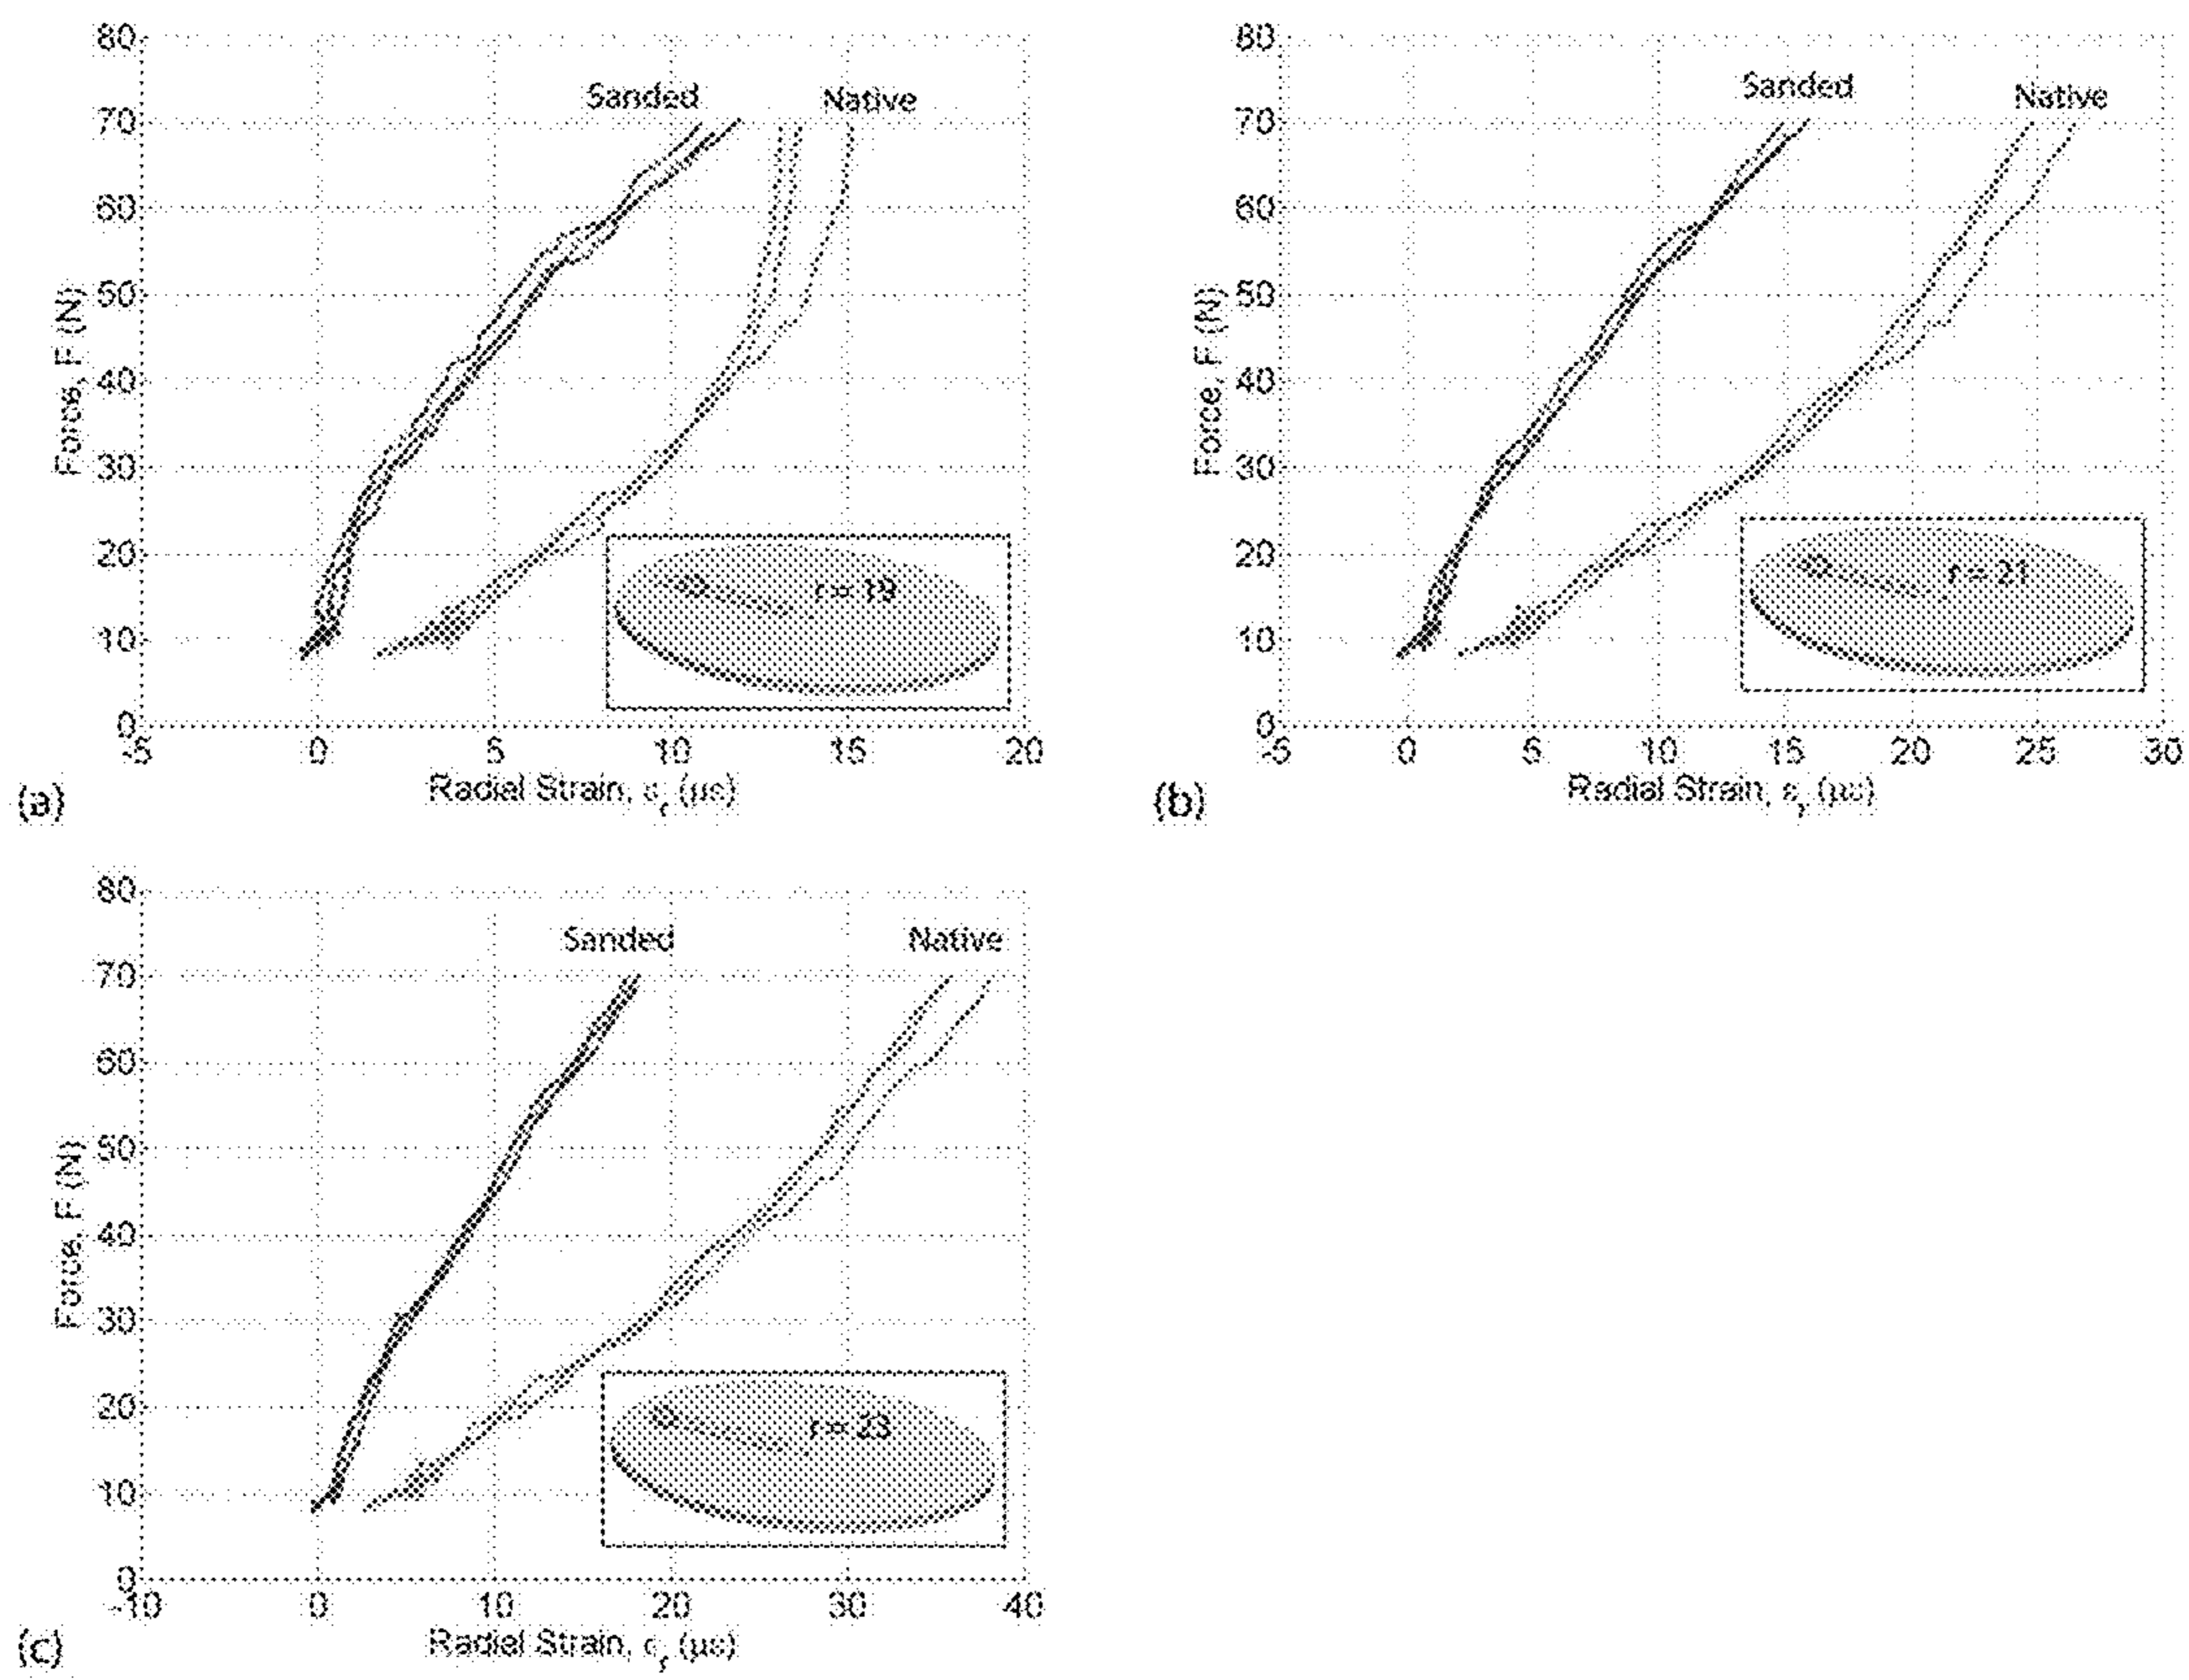 80
70
60
50
40
30
20
10
0
Force, F (N)
Sanded
Native
r = 19
-5 0 5 10 15 20
Radial Strain, εr (με)
(a)
80
70
60
50
40
30
20
10
0
Force, F (N)
Sanded
Native
r = 21
-5 0 5 10 15 20 25 30
Radial Strain, εr (με)
(b)
80
70
60
50
40
30
20
10
0
Force, F (N)
Sanded
Native
r = 23
-10 0 10 20 30 40
Radial Strain, εr (με)
(c)